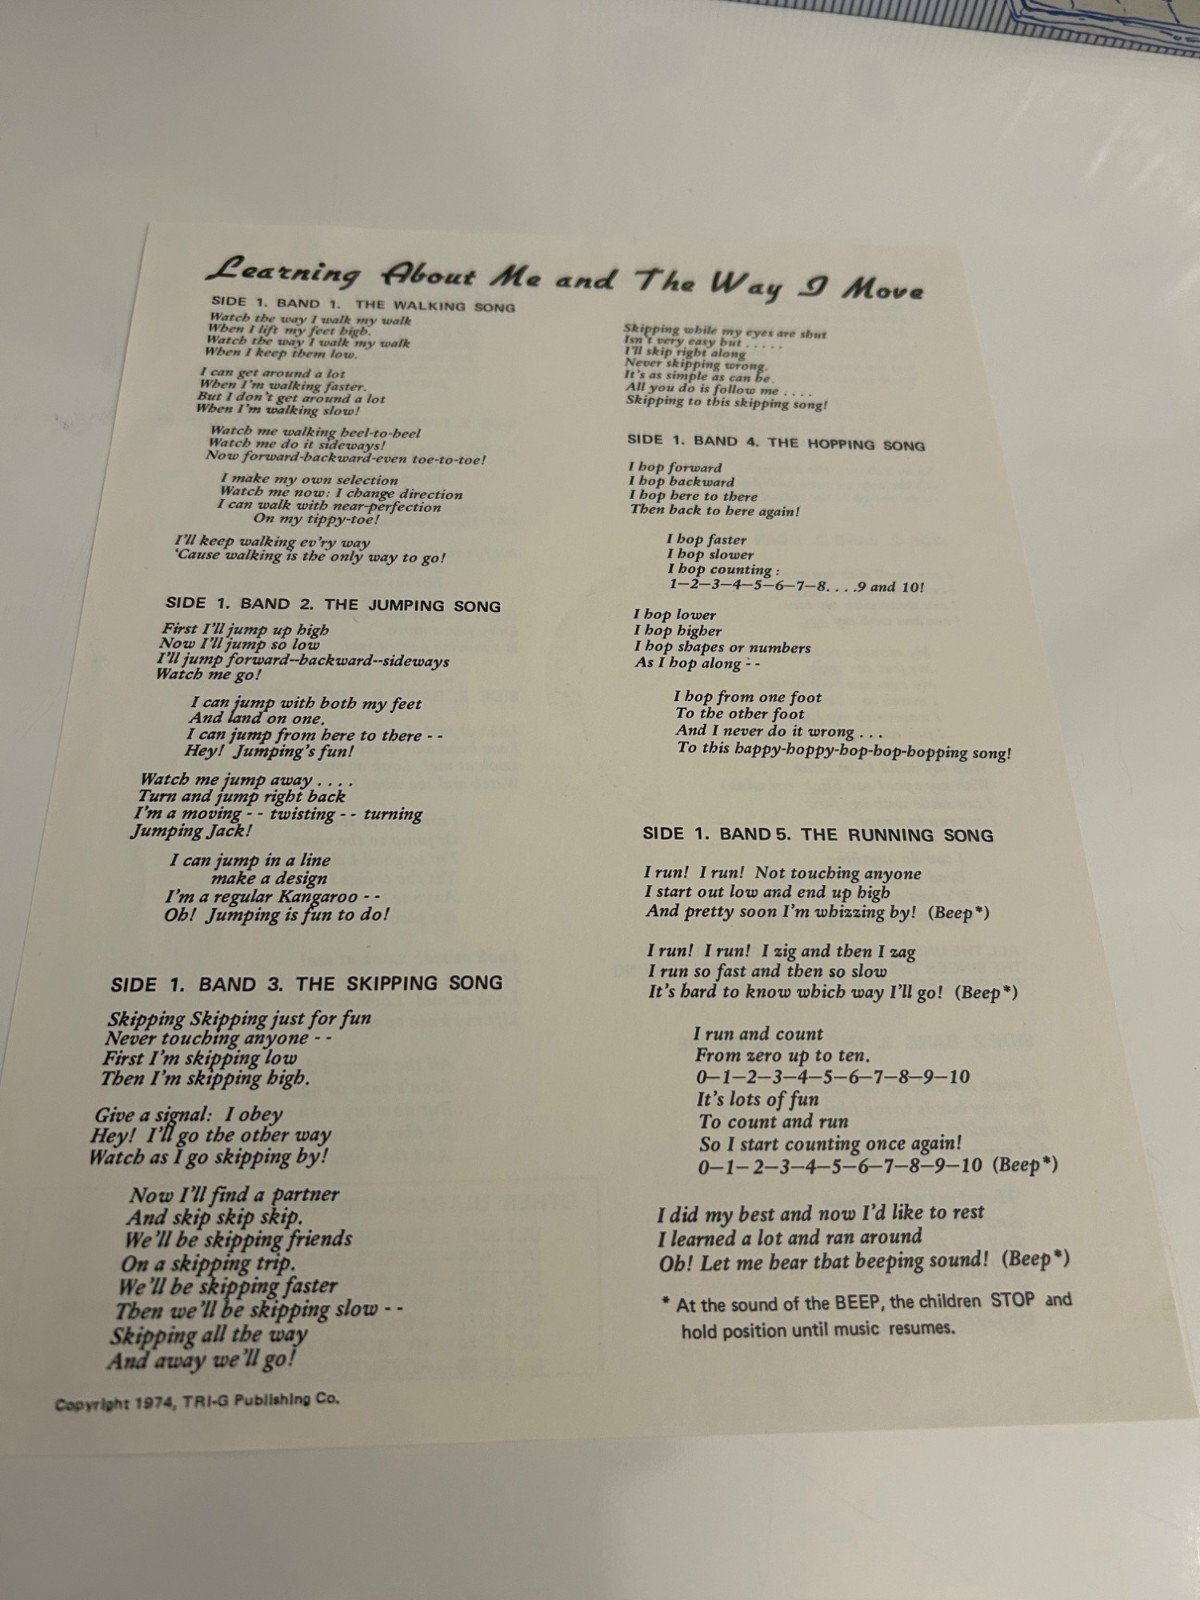 Learning About Me and The Way I Move
SIDE 1. BAND 1. THE WALKING SONG
Watch the way I walk my walk
When I lift my feet high.
Watch the way I walk my walk
When I keep them low.
I can get around a lot
When I'm walking faster.
But I don't get around a lot
When I'm walking slow!
Watch me walking heel-to-heel
Watch me do it sideways!
Now forward-backward-even toe-to-toe!
I make my own selection
Watch me now: I change direction
I can walk with near-perfection
On my tippy-toe!
I'll keep walking ev'ry way
'Cause walking is the only way to go!
SIDE 1. BAND 2. THE JUMPING SONG
First I'll jump up high
Now I'll jump so low
I'll jump forward--backward--sideways
Watch me go!
I can jump with both my feet
And land on one.
I can jump from here to there - -
Hey! Jumping's fun!
Watch me jump away . . . .
Turn and jump right back
I'm a moving - - twisting - - turning
Jumping Jack!
I can jump in a line
make a design
I'm a regular Kangaroo - -
Oh! Jumping is fun to do!
SIDE 1. BAND 3. THE SKIPPING SONG
Skipping Skipping just for fun
Never touching anyone - -
First I'm skipping low
Then I'm skipping high.
Give a signal: I obey
Hey! I'll go the other way
Watch as I go skipping by!
Now I'll find a partner
And skip skip skip.
We'll be skipping friends
On a skipping trip.
We'll be skipping faster
Then we'll be skipping slow - -
Skipping all the way
And away we'll go!
Copyright 1974, TRI-G Publishing Co.
Skipping while my eyes are shut
Isn't very easy but . . . . .
I'll skip right along
Never skipping wrong.
It's as simple as can be.
All you do is follow me . . . .
Skipping to this skipping song!
SIDE 1. BAND 4. THE HOPPING SONG
I hop forward
I hop backward
I hop here to there
Then back to here again!
I hop faster
I hop slower
I hop counting :
1—2—3—4—5—6—7—8. . . .9 and 10!
I hop lower
I hop higher
I hop shapes or numbers
As I hop along - -
I hop from one foot
To the other foot
And I never do it wrong . . .
To this happy-hoppy-hop-hop-hopping song!
SIDE 1. BAND 5. THE RUNNING SONG
I run! I run! Not touching anyone
I start out low and end up high
And pretty soon I'm whizzing by! (Beep*)
I run! I run! I zig and then I zag
I run so fast and then so slow
It's hard to know which way I'll go! (Beep*)
I run and count
From zero up to ten.
0—1—2—3—4—5—6—7—8—9—10
It's lots of fun
To count and run
So I start counting once again!
0—1— 2—3—4—5—6—7—8—9—10 (Beep*)
I did my best and now I'd like to rest
I learned a lot and ran around
Oh! Let me hear that beeping sound! (Beep*)
* At the sound of the BEEP, the children STOP and
hold position until music resumes.